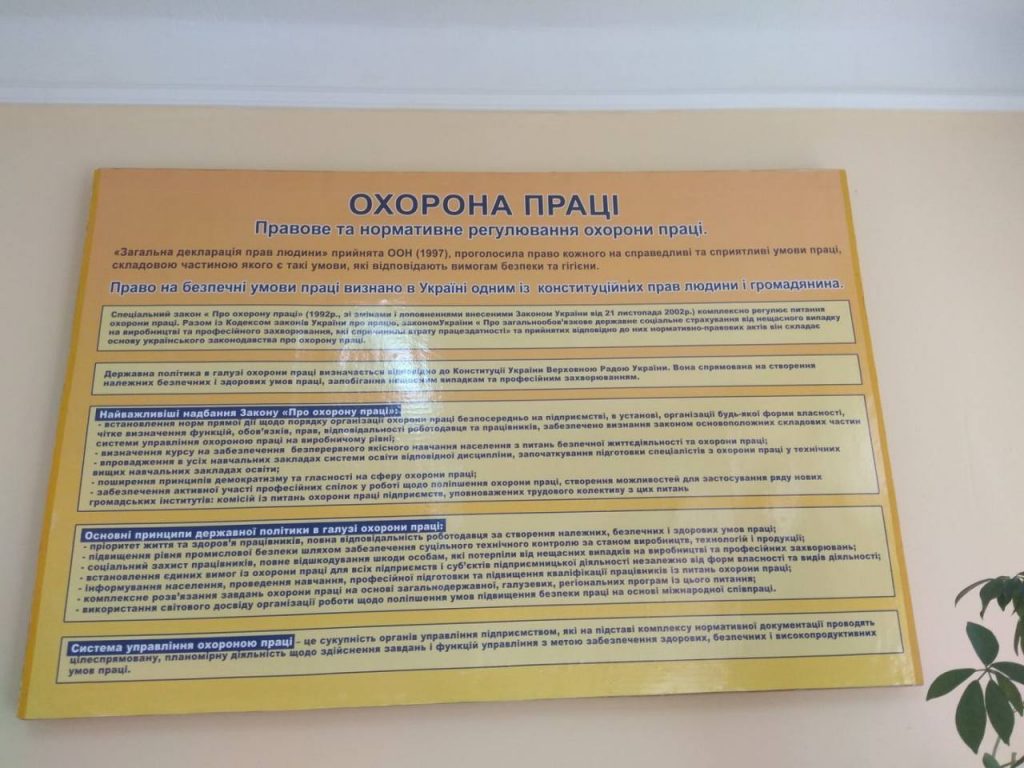 ОХОРОНА ПРАЦІ
Правове та нормативне регулювання охорони праці.
«Загальна декларація прав людини» прийнята ООН (1997), проголосила право кожного на справедливі та сприятливі умови праці,
складовою частиною якого є такі умови, які відповідають вимогам безпеки та гігієни.
Право на безпечні умови праці визнано в Україні одним із конституційних прав людини і громадянина.
Спеціальний закон « Про охорону праці» (1992р., зі змінами і доповненнями внесеними Законом України від 21 листопада 2002р.) комплексно регулює питання
охорони праці. Разом із Кодексом законів України про працю, закономУкраїни « Про загальнообов'язкове державне соціальне страхування від нещасного випадку
на виробництві та професійного захворювання, які спричинили втрату працездатності» та прийнятих відповідно до них нормативно-правових актів він складає
основу українського законодавства про охорону праці.
Державна політика в галузі охорони праці визначається відповідно до Конституції України Верховною Радою України. Вона спрямована на створення
належних безпечних і здорових умов праці, запобігання нещасним випадкам та професійним захворюванням.
Найважливіші надбання Закону «Про охорону праці»:
- встановлення норм прямої дії щодо порядку організації охорони праці безпосередньо на підприємстві, в установі, організації будь-якої форми власності,
чітке визначення функцій, обов'язків, прав, відповідальності роботодавця та працівників, забезпечено визнання законом основоположних складових частин
системи управління охороною праці на виробничому рівні;
- визначення курсу на забезпечення безперервного якісного навчання населення з питань безпечної життєдіяльності та охорони праці;
- впровадження в усіх навчальних закладах системи освіти відповідної дисципліни, започаткування підготовки спеціалістів з охорони праці у технічних
вищих навчальних закладах освіти;
- поширення принципів демократизму та гласності на сферу охорони праці;
- забезпечення активної участі професійних спілок у роботі щодо поліпшення охорони праці, створення можливостей для застосування ряду нових
громадських інститутів: комісій із питань охорони праці підприємств, уповноважених трудового колективу з цих питань
Основні принципи державної політики в галузі охорони праці:
- пріоритет життя та здоров'я працівників, повна відповідальність роботодавця за створення належних, безпечних і здорових умов праці;
- підвищення рівня промислової безпеки шляхом забезпечення суцільного технічного контролю за станом виробництв, технологій і продукції;
- соціальний захист працівників, повне відшкодування шкоди особам, які потерпіли від нещасних випадків на виробництві та професійних захворювань;
- встановлення єдиних вимог із охорони праці для всіх підприємств і суб'єктів підприємницької діяльності незалежно від форм власності та видів діяльності;
- інформування населення, проведення навчання, професійної підготовки та підвищення кваліфікації працівників із питань охорони праці;
- комплексне розв'язання завдань охорони праці на основі загальнодержавної, галузевих, регіональних програм із цього питання;
- використання світового досвіду організації роботи щодо поліпшення умов підвищення безпеки праці на основі міжнародної співпраці.
Система управління охороною праці – це сукупність органів управління підприємством, які на підставі комплексу нормативної документації проводять
цілеспрямовану, планомірну діяльність щодо здійснення завдань і функцій управління з метою забезпечення здорових, безпечних і високопродуктивних
умов праці.